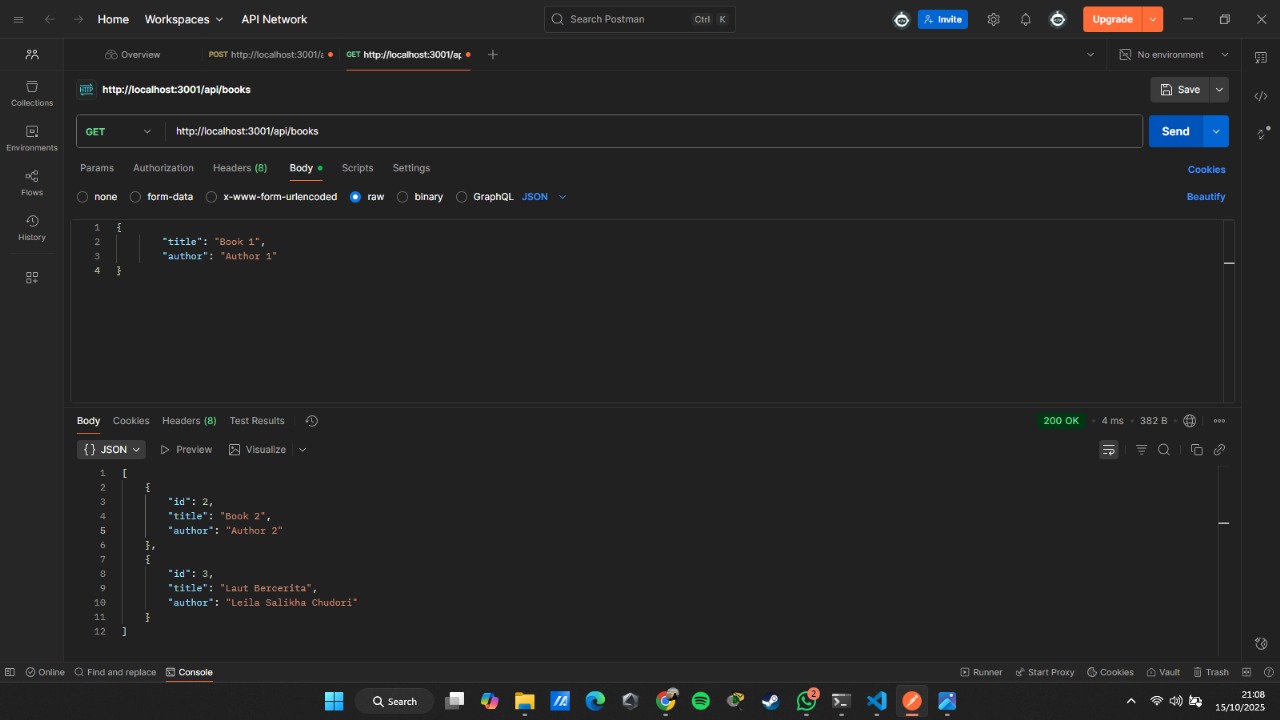 Home Workspaces API Network Search Postman Ctrl K Invite Upgrade
Overview POST http://localhost:3001/a GET http://localhost:3001/ap No environment
HTTP http://localhost:3001/api/books Save
Collections
GET http://localhost:3001/api/books Send
Environments
Params Authorization Headers (8) Body Scripts Settings Cookies
Flows
none form-data x-www-form-urlencoded raw binary GraphQL JSON Beautify
History
1 {
2 "title": "Book 1",
3 "author": "Author 1"
4 }
Body Cookies Headers (8) Test Results 200 OK • 4 ms • 382 B
{} JSON Preview Visualize
1 [
2 {
3 "id": 2,
4 "title": "Book 2",
5 "author": "Author 2"
6 },
7 {
8 "id": 3,
9 "title": "Laut Bercerita",
10 "author": "Leila Salikha Chudori"
11 }
12 ]
Online Find and replace Console Runner Start Proxy Cookies Vault Trash
Search 2 21:08
15/10/2025